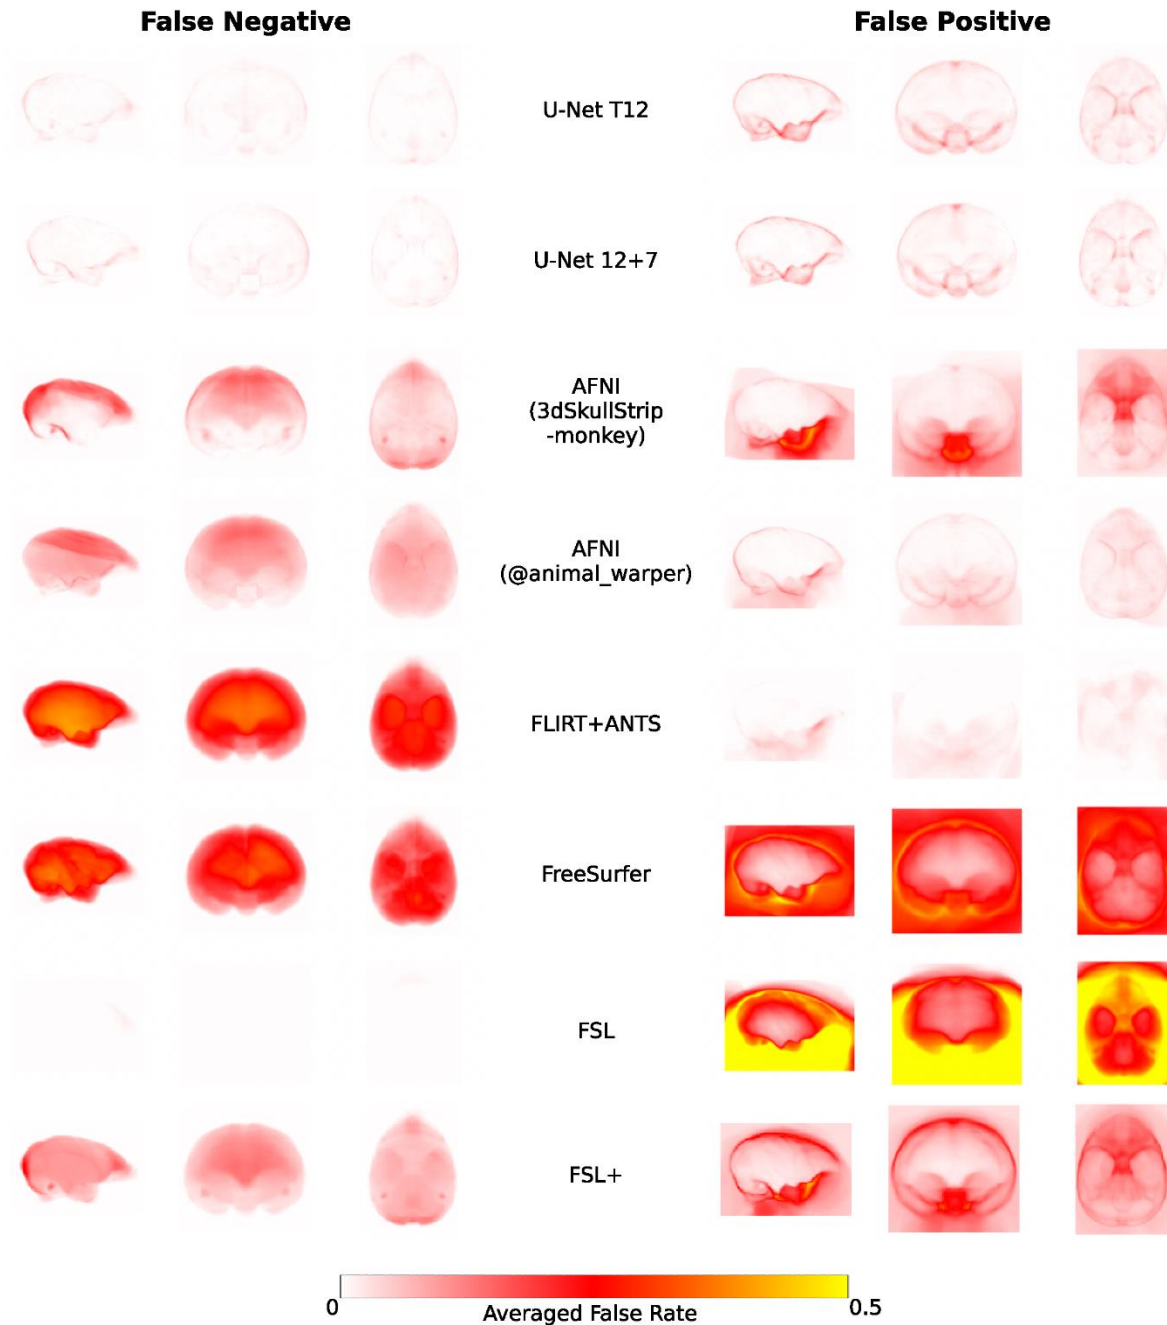 False Negative
False Positive
U-Net T12
U-Net 12+7
AFNI
(3dSkullStrip
-monkey)
AFNI
(@animal_warper)
FLIRT+ANTS
FreeSurfer
FSL
FSL+
0
0.5
Averaged False Rate